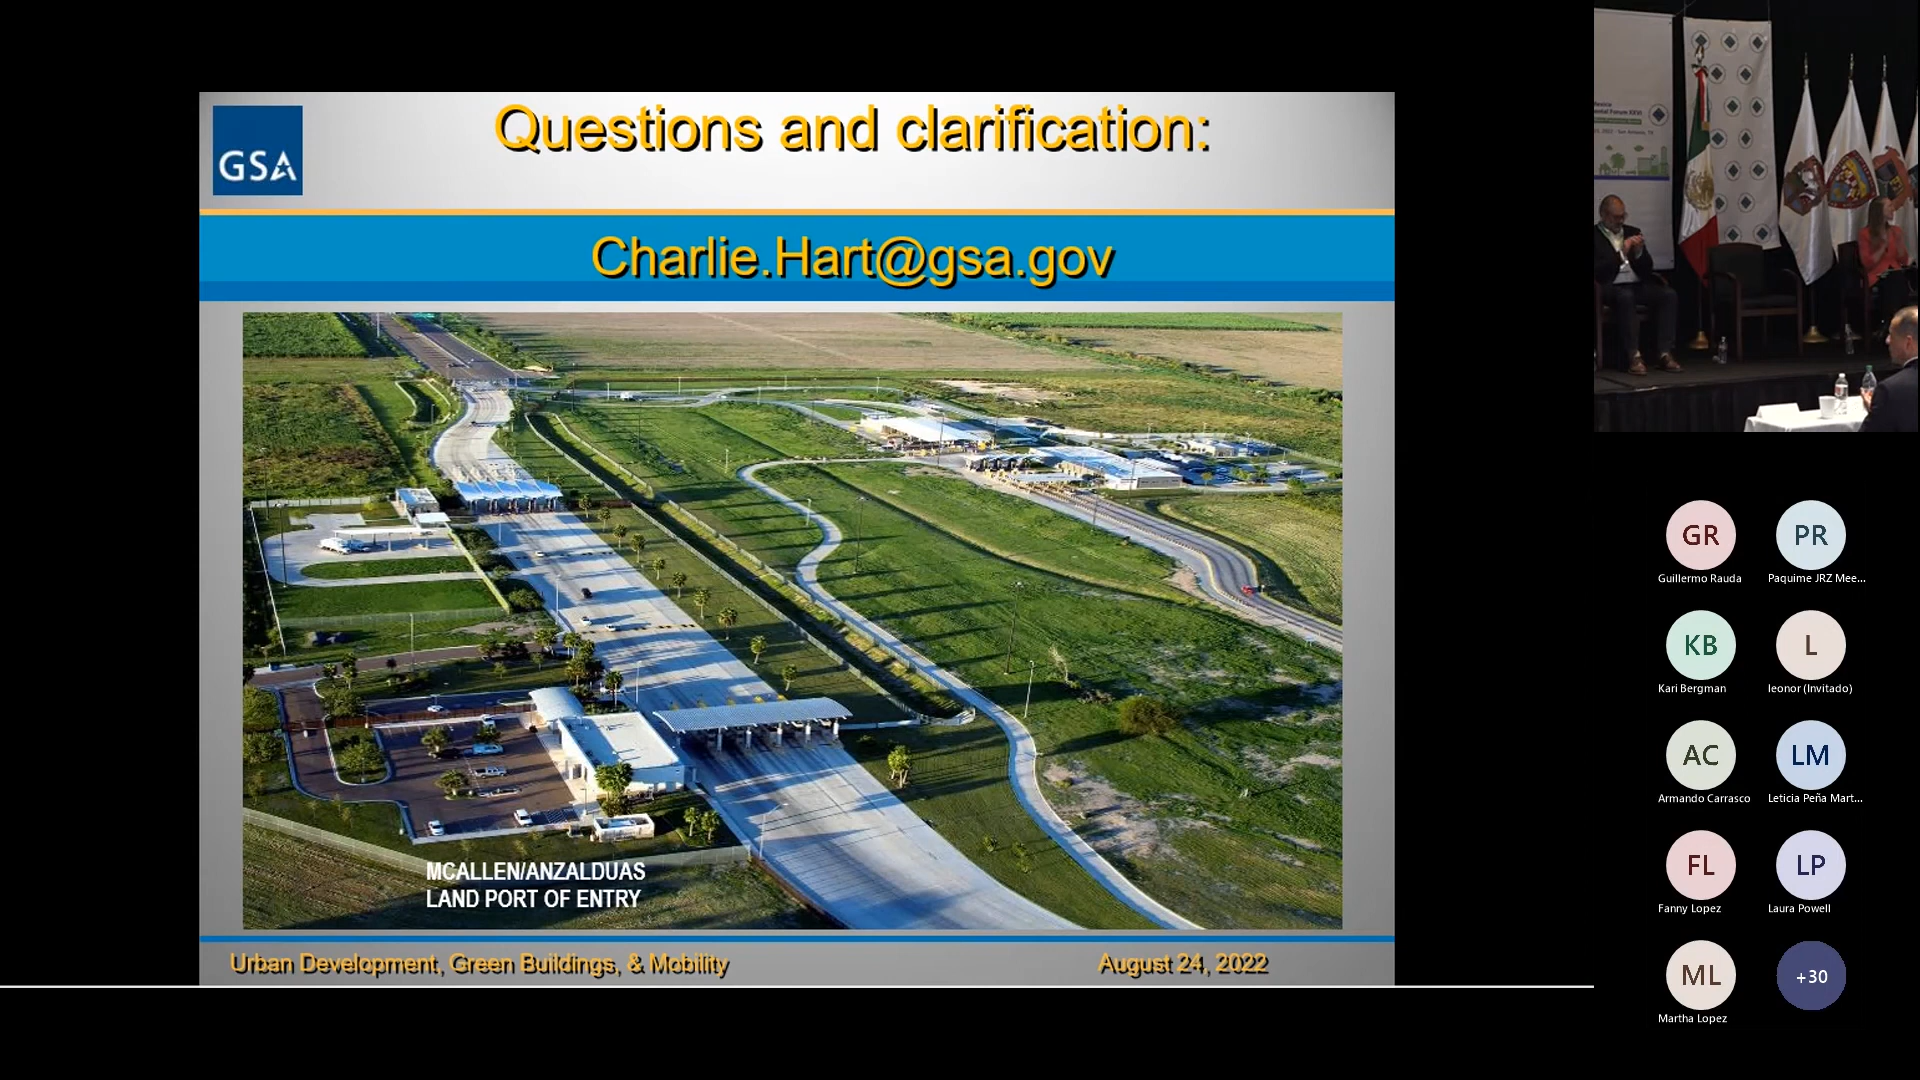 GSA
Questions and clarification:
Charlie.Hart@gsa.gov
MCALLEN/ANZALDUAS
LAND PORT OF ENTRY
Urban Development, Green Buildings, & Mobility
August 24, 2022
GR
Guillermo Rauda
PR
Paquime JRZ Mee...
KB
Kari Bergman
L
leonor (Invitado)
AC
Armando Carrasco
LM
Leticia Peña Mart...
FL
Fanny Lopez
LP
Laura Powell
ML
Martha Lopez
+30